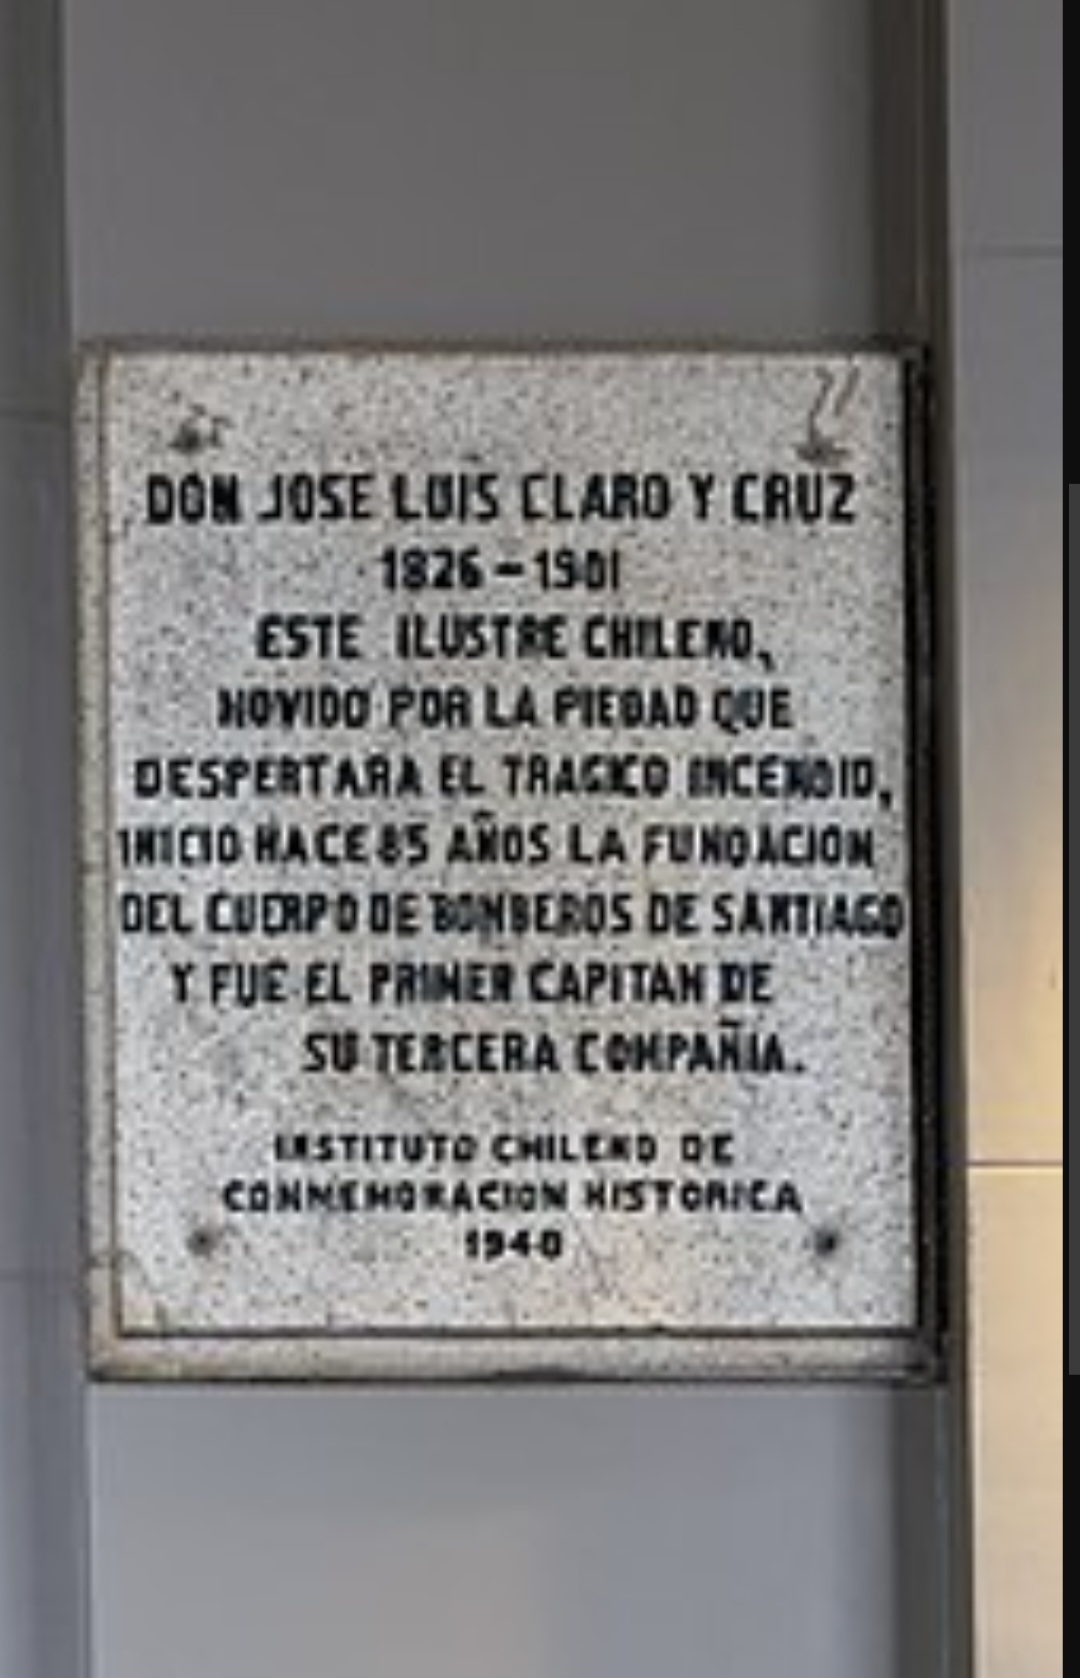 DON JOSE LUIS CLARO Y CRUZ
1826-1901
ESTE ILUSTRE CHILENO,
MOVIDO POR LA PIEDAD QUE
DESPERTARA EL TRAGICO INCENDIO,
INICIO HACE 85 AÑOS LA FUNDACION
DEL CUERPO DE BOMBEROS DE SANTIAGO
Y FUE EL PRIMER CAPITAN DE
SU TERCERA COMPAÑIA.
INSTITUTO CHILENO DE
CONMEMORACION HISTORICA
1940